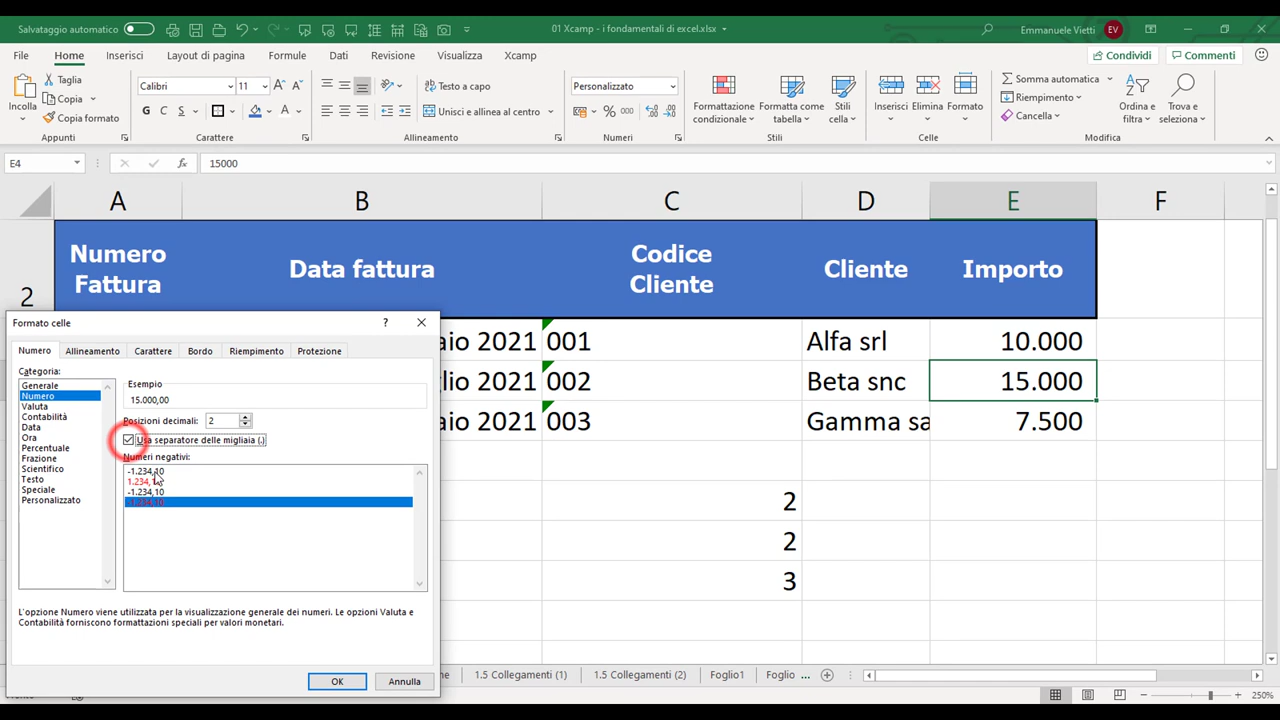 Salvataggio automatico
01 Xcamp - i fondamentali di excel.xlsx
Emmanuele Vietti EV
File Home Inserisci Layout di pagina Formule Dati Revisione Visualizza Xcamp
Condividi Commenti
Incolla
Taglia
Copia
Copia formato
Appunti
Calibri 11
G C S
Carattere
Testo a capo
Unisci e allinea al centro
Allineamento
Personalizzato
% 000
Numeri
Formattazione condizionale
Formatta come tabella
Stili cella
Stili
Inserisci Elimina Formato
Celle
Somma automatica
Riempimento
Cancella
Ordina e filtra
Trova e seleziona
Modifica
E4 fx 15000
A B C D E F
2
Numero Fattura
Data fattura
Codice Cliente
Cliente
Importo
aio 2021 001 Alfa srl 10.000
lio 2021 002 Beta snc 15.000
aio 2021 003 Gamma sa 7.500
2
2
3
Formato celle ?
Numero Allineamento Carattere Bordo Riempimento Protezione
Categoria:
Generale
Numero
Valuta
Contabilità
Data
Ora
Percentuale
Frazione
Scientifico
Testo
Speciale
Personalizzato
Esempio
15.000,00
Posizioni decimali: 2
Usa separatore delle migliaia (.)
Numeri negativi:
-1.234,10
-1.234,10
-1.234,10
L'opzione Numero viene utilizzata per la visualizzazione generale dei numeri. Le opzioni Valuta e
Contabilità forniscono formattazioni speciali per valori monetari.
OK Annulla
ne 1.5 Collegamenti (1) 1.5 Collegamenti (2) Foglio1 Foglio ...
250%